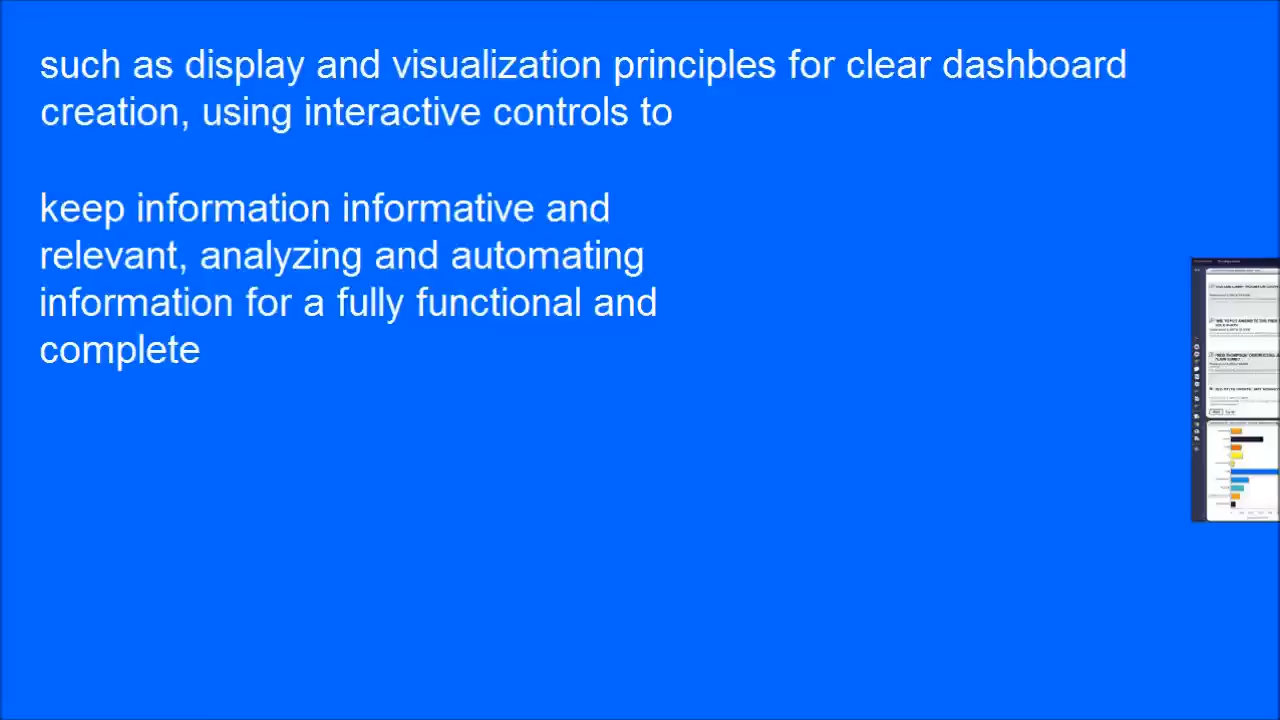 such as display and visualization principles for clear dashboard
creation, using interactive controls to
keep information informative and
relevant, analyzing and automating
information for a fully functional and
complete